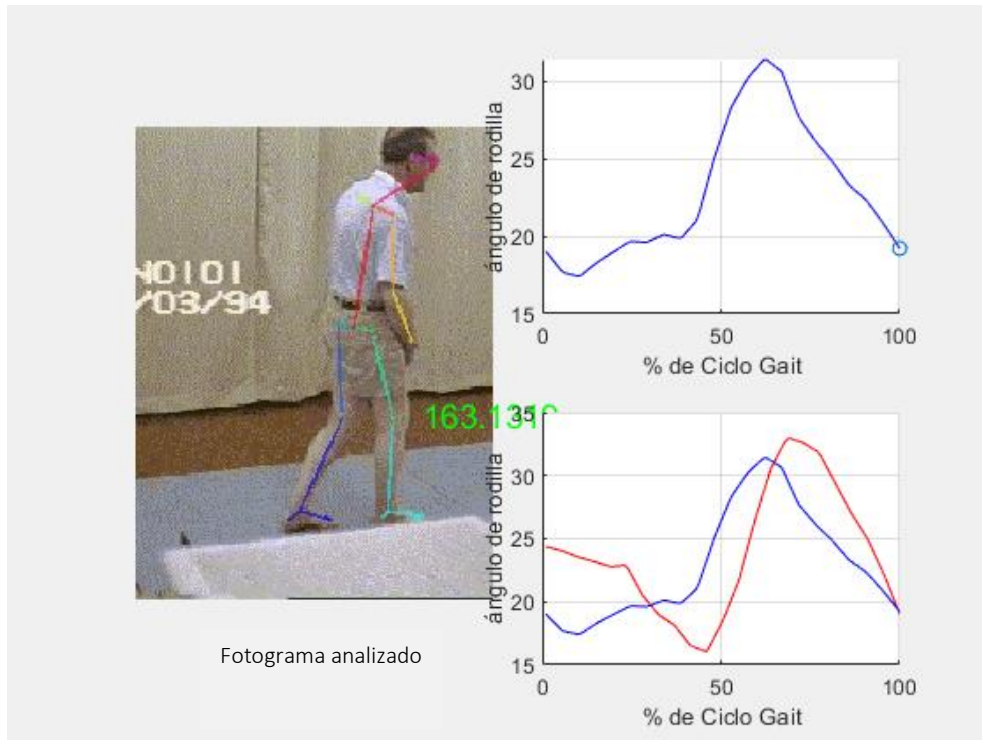 30
25
20
15
0
50
100
ángulo de rodilla
% de Ciclo Gait
N0101
/03/94
163.1319
35
30
25
20
15
0
50
100
ángulo de rodilla
% de Ciclo Gait
Fotograma analizado